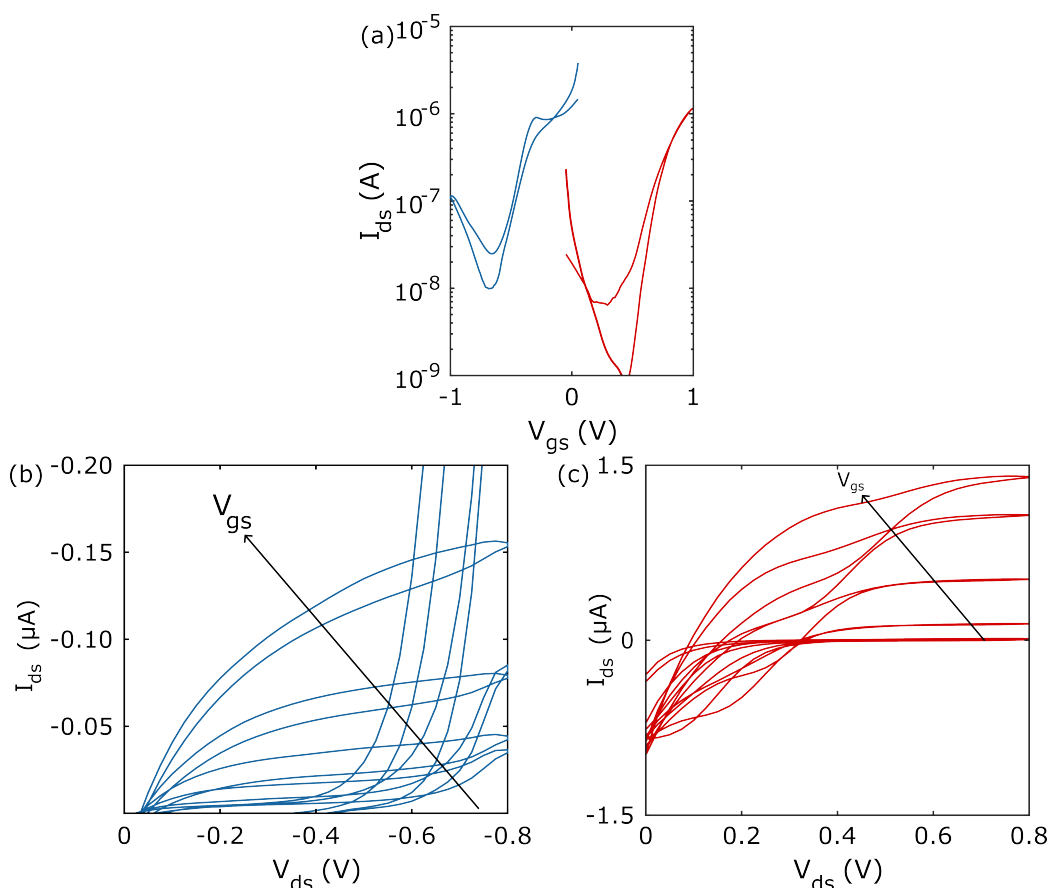 (a)
10^-5
10^-6
10^-7
10^-8
10^-9
I_ds (A)
-1 0 1
V_gs (V)
(b)
-0.20
-0.15
-0.10
-0.05
I_ds (µA)
V_gs
0 -0.2 -0.4 -0.6 -0.8
V_ds (V)
(c)
1.5
0
-1.5
I_ds (µA)
V_gs
0 0.2 0.4 0.6 0.8
V_ds (V)